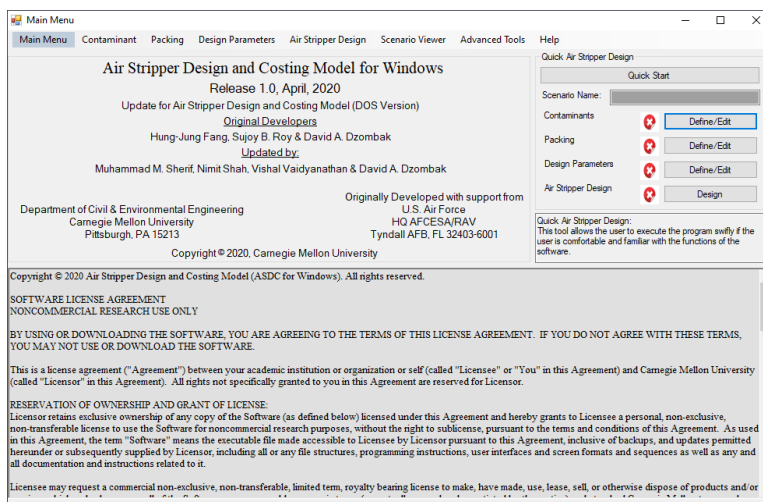 Main Menu
Main Menu Contaminant Packing Design Parameters Air Stripper Design Scenario Viewer Advanced Tools Help
Air Stripper Design and Costing Model for Windows
Release 1.0, April, 2020
Update for Air Stripper Design and Costing Model (DOS Version)
Original Developers
Hung-Jung Fang, Sujoy B. Roy & David A. Dzombak
Updated by:
Muhammad M. Sherif, Nimit Shah, Vishal Vaidyanathan & David A. Dzombak
Department of Civil & Environmental Engineering
Carnegie Mellon University
Pittsburgh, PA 15213
Originally Developed with support from
U.S. Air Force
HQ AFCESA/RAV
Tyndall AFB, FL 32403-6001
Copyright © 2020, Carnegie Mellon University
Quick Air Stripper Design
Quick Start
Scenario Name:
Contaminants Define/Edit
Packing Define/Edit
Design Parameters Define/Edit
Air Stripper Design Design
Quick Air Stripper Design:
This tool allows the user to execute the program swifly if the
user is comfortable and familiar with the functions of the
software.
Copyright © 2020 Air Stripper Design and Costing Model (ASDC for Windows). All rights reserved.
SOFTWARE LICENSE AGREEMENT
NONCOMMERCIAL RESEARCH USE ONLY
BY USING OR DOWNLOADING THE SOFTWARE, YOU ARE AGREEING TO THE TERMS OF THIS LICENSE AGREEMENT. IF YOU DO NOT AGREE WITH THESE TERMS,
YOU MAY NOT USE OR DOWNLOAD THE SOFTWARE.
This is a license agreement ("Agreement") between your academic institution or organization or self (called "Licensee" or "You" in this Agreement) and Carnegie Mellon University
(called "Licensor" in this Agreement). All rights not specifically granted to you in this Agreement are reserved for Licensor.
RESERVATION OF OWNERSHIP AND GRANT OF LICENSE:
Licensor retains exclusive ownership of any copy of the Software (as defined below) licensed under this Agreement and hereby grants to Licensee a personal, non-exclusive,
non-transferable license to use the Software for noncommercial research purposes, without the right to sublicense, pursuant to the terms and conditions of this Agreement. As used
in this Agreement, the term "Software" means the executable file made accessible to Licensee by Licensor pursuant to this Agreement, inclusive of backups, and updates permitted
hereunder or subsequently supplied by Licensor, including all or any file structures, programming instructions, user interfaces and screen formats and sequences as well as any and
all documentation and instructions related to it.
Licensee may request a commercial non-exclusive, non-transferable, limited term, royalty bearing license to make, have made, use, lease, sell, or otherwise dispose of products and/or